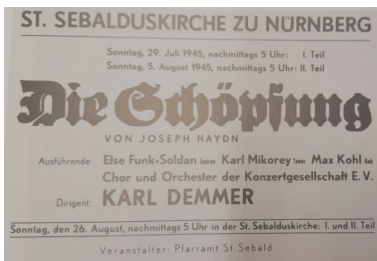 ST. SEBALDUSKIRCHE ZU NÜRNBERG
Sonntag, 29. Juli 1945, nachmittags 5 Uhr: I. Teil
Sonntag, 5. August 1945, nachmittags 5 Uhr: II. Teil
Die Schöpfung
VON JOSEPH HAYDN
Ausführende: Else Funk-Soldan Sopran Karl Mikorey Tenor Max Kohl Baß
Chor und Orchester der Konzertgesellschaft E. V.
Dirigent: KARL DEMMER
Sonntag, den 26. August, nachmittags 5 Uhr in der St. Sebalduskirche: I. und II. Teil
Veranstalter: Pfarramt St. Sebald